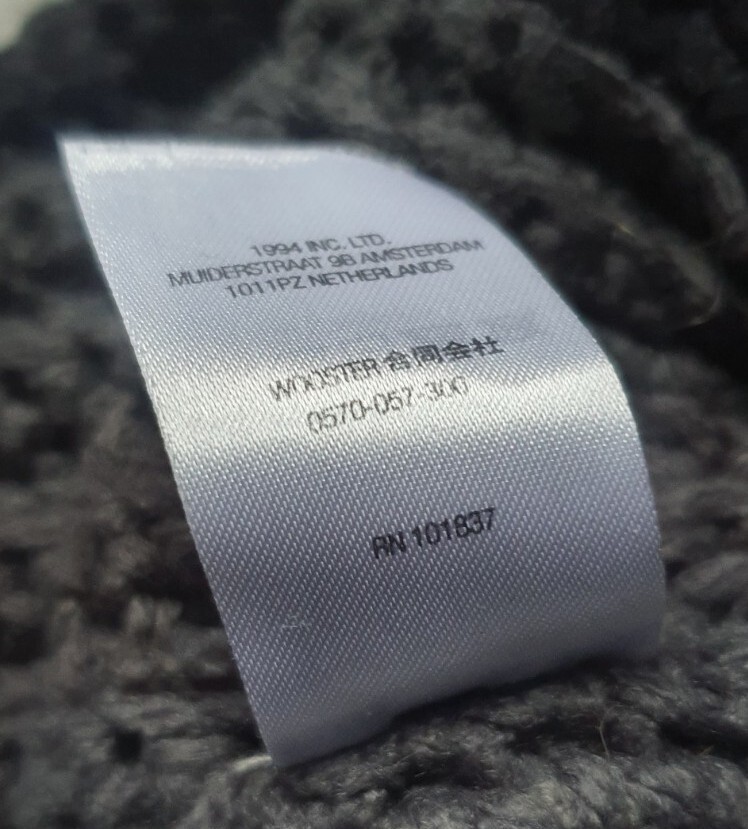 1994 INC. LTD.
MUIDERSTRAAT 9B AMSTERDAM
1011PZ NETHERLANDS
WOOSTER 合同会社
0570-057-300
RN 101837